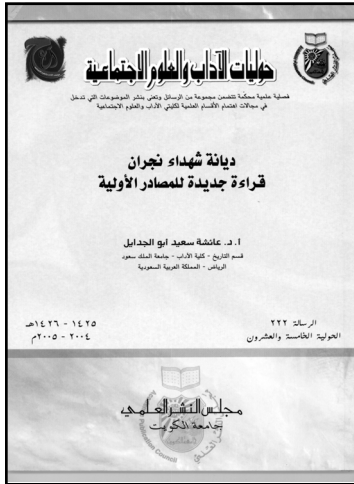 حوليات الآداب والعلوم الاجتماعية
فصلية علمية محكّمة تتضمن مجموعة من الرسائل وتعنى بنشر الموضوعات التي تدخل
في مجالات اهتمام الأقسام العلمية لكليتي الآداب والعلوم الاجتماعية
ديانة شهداء نجران
قراءة جديدة للمصادر الأولية
ا. د. عائشة سعيد ابو الجدايل
قسم التاريخ - كلية الآداب - جامعة الملك سعود
الرياض - المملكة العربية السعودية
الرسالة ٢٢٢
١٤٢٥ - ١٤٢٦هـ
الحولية الخامسة والعشرون
٢٠٠٤ - ٢٠٠٥م
مجلس النشر العلمي
جامعة الكويت